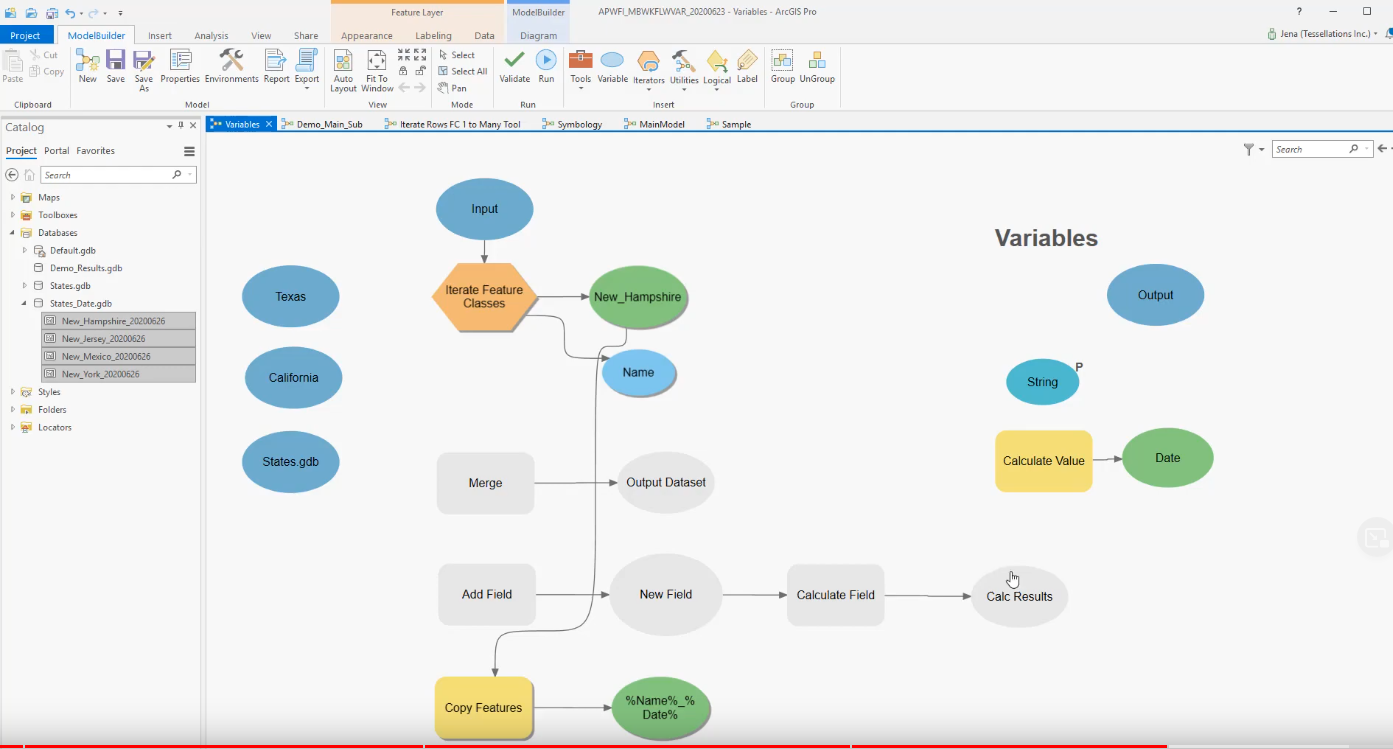 Feature Layer
ModelBuilder
APWFI_MBWKFLWVAR_20200623 - Variables - ArcGIS Pro
?
Project
ModelBuilder
Insert
Analysis
View
Share
Appearance
Labeling
Data
Diagram
Jena (Tessellations Inc.)
Paste
Cut
Copy
Clipboard
New
Save
Save As
Properties
Environments
Report
Export
Model
Auto Layout
Fit To Window
View
Select
Select All
Pan
Mode
Validate
Run
Run
Tools
Variable
Iterators
Utilities
Logical
Label
Insert
Group
UnGroup
Group
Catalog
Project
Portal
Favorites
Search
Maps
Toolboxes
Databases
Default.gdb
Demo_Results.gdb
States.gdb
States_Date.gdb
New_Hampshire_20200626
New_Jersey_20200626
New_Mexico_20200626
New_York_20200626
Styles
Folders
Locators
Variables
Demo_Main_Sub
Iterate Rows FC 1 to Many Tool
Symbology
MainModel
Sample
Search
Input
Variables
Texas
Iterate Feature
Classes
New_Hampshire
Output
California
Name
String
P
States.gdb
Calculate Value
Date
Merge
Output Dataset
Add Field
New Field
Calculate Field
Calc Results
Copy Features
%Name%_%
Date%